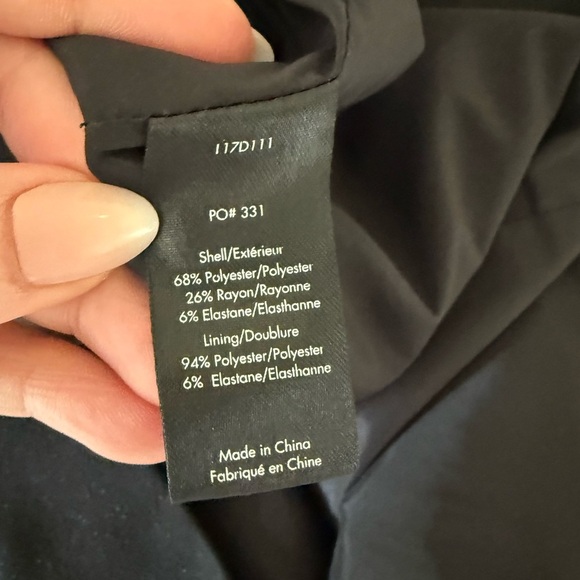 I17D111
PO# 331
Shell/Extérieur
68% Polyester/Polyester
26% Rayon/Rayonne
6% Elastane/Elasthanne
Lining/Doublure
94% Polyester/Polyester
6% Elastane/Elasthanne
Made in China
Fabriqué en Chine